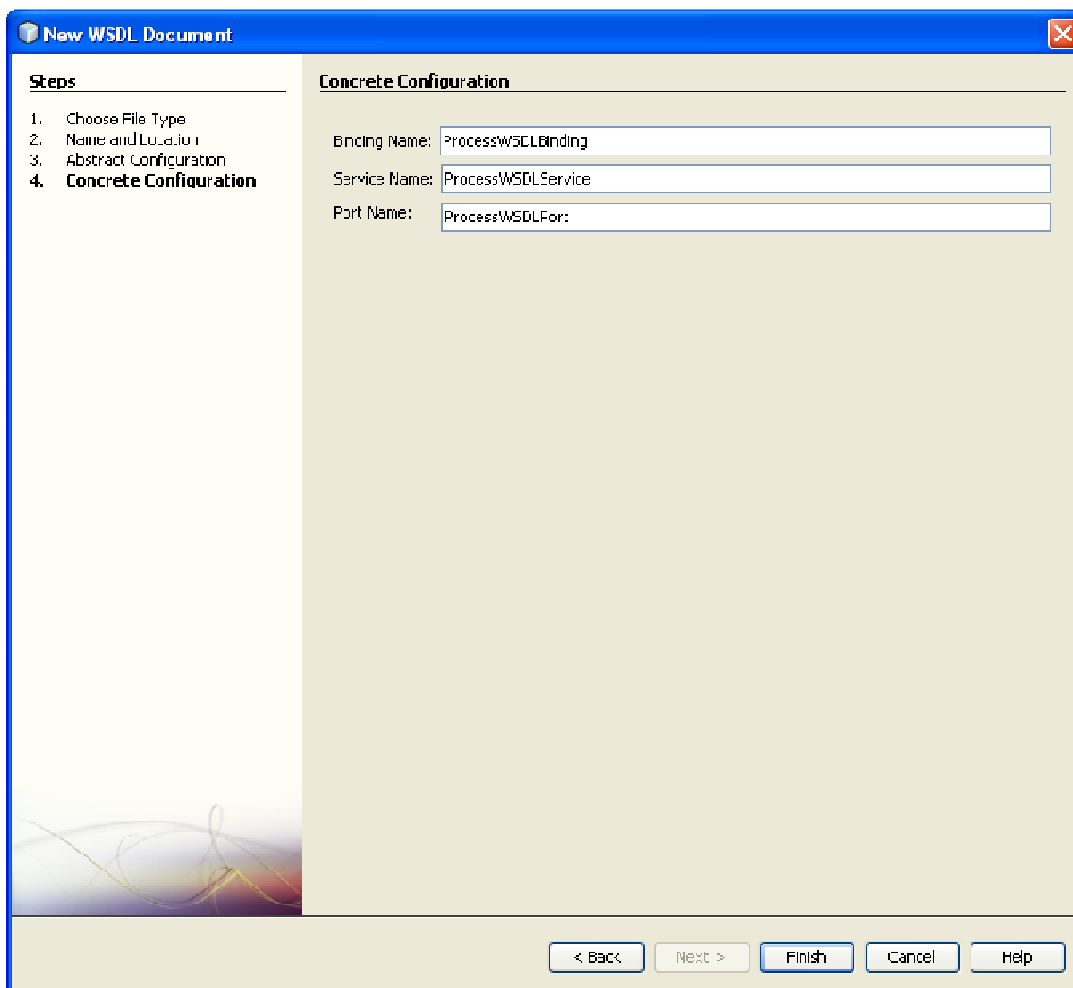 New WSDL Document
Steps
1. Choose File Type
2. Name and Location
3. Abstract Configuration
4. Concrete Configuration
Concrete Configuration
Binding Name: ProcessWSDLBinding
Service Name: ProcessWSDLService
Port Name: ProcessWSDLPort
< Back Next > Finish Cancel Help